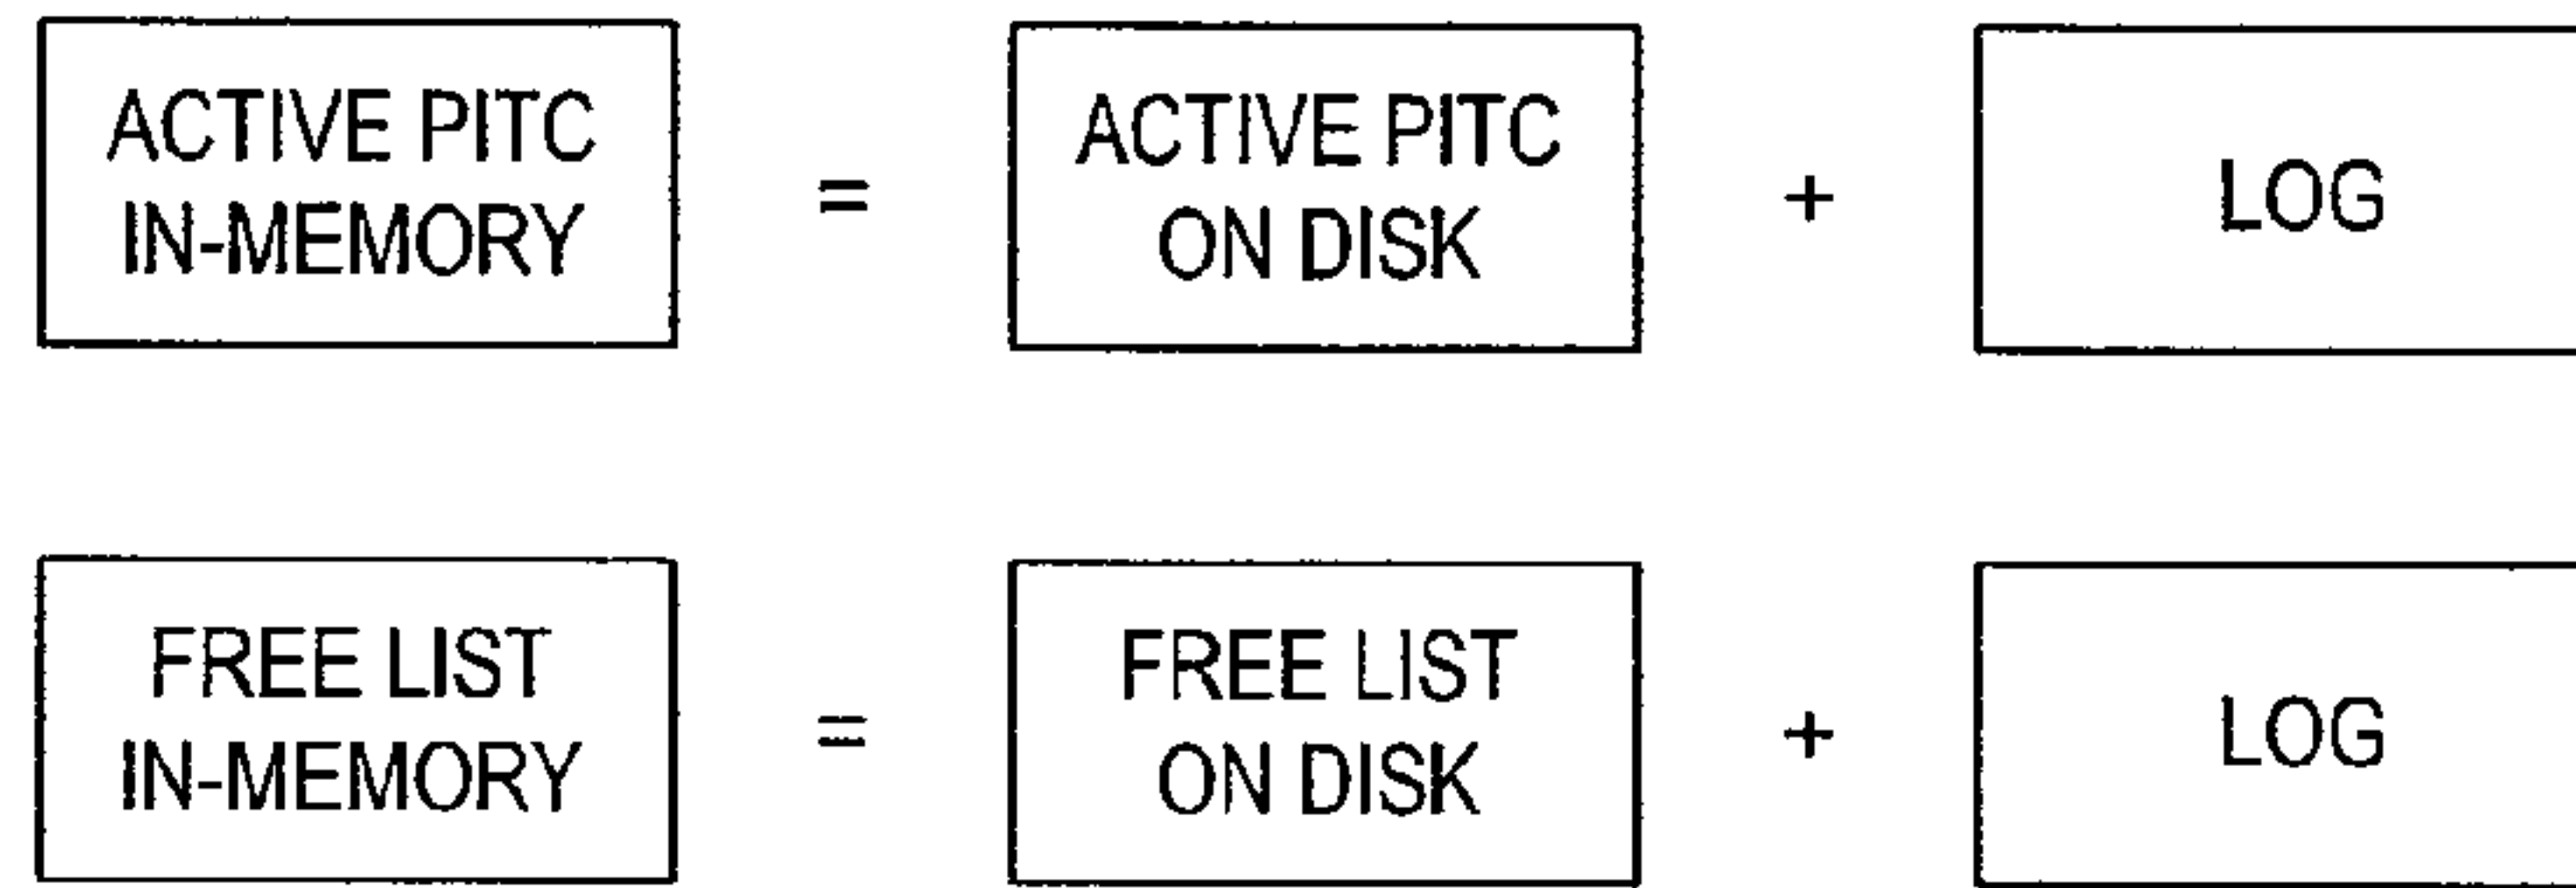 ACTIVE PITC
IN-MEMORY
=
ACTIVE PITC
ON DISK
+
LOG
FREE LIST
IN-MEMORY
=
FREE LIST
ON DISK
+
LOG